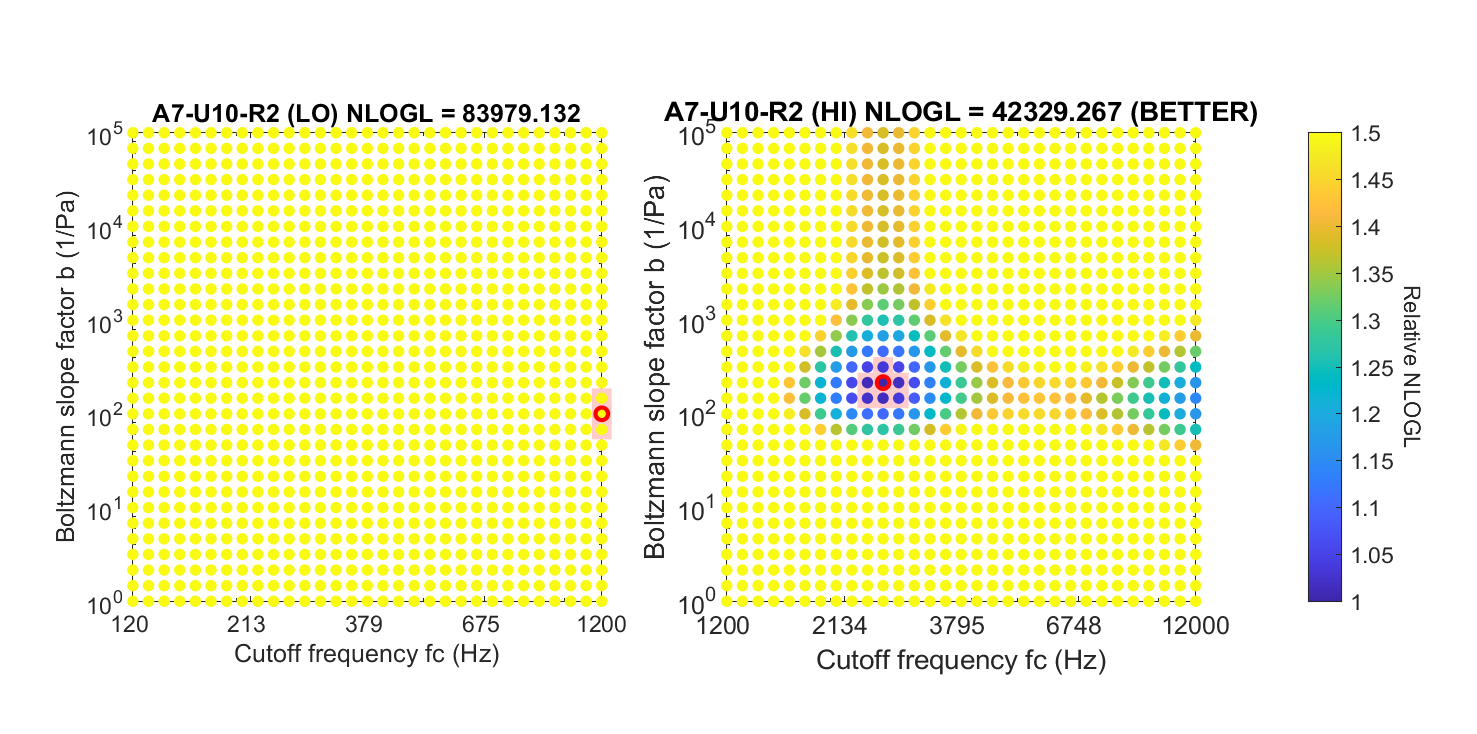 A7-U10-R2 (LO) NLOGL = 83979.132
10^5
10^4
10^3
10^2
10^1
10^0
Boltzmann slope factor b (1/Pa)
120 213 379 675 1200
Cutoff frequency fc (Hz)
A7-U10-R2 (HI) NLOGL = 42329.267 (BETTER)
10^5
10^4
10^3
10^2
10^1
10^0
Boltzmann slope factor b (1/Pa)
1200 2134 3795 6748 12000
Cutoff frequency fc (Hz)
1.5
1.45
1.4
1.35
1.3
1.25
1.2
1.15
1.1
1.05
1
Relative NLOGL